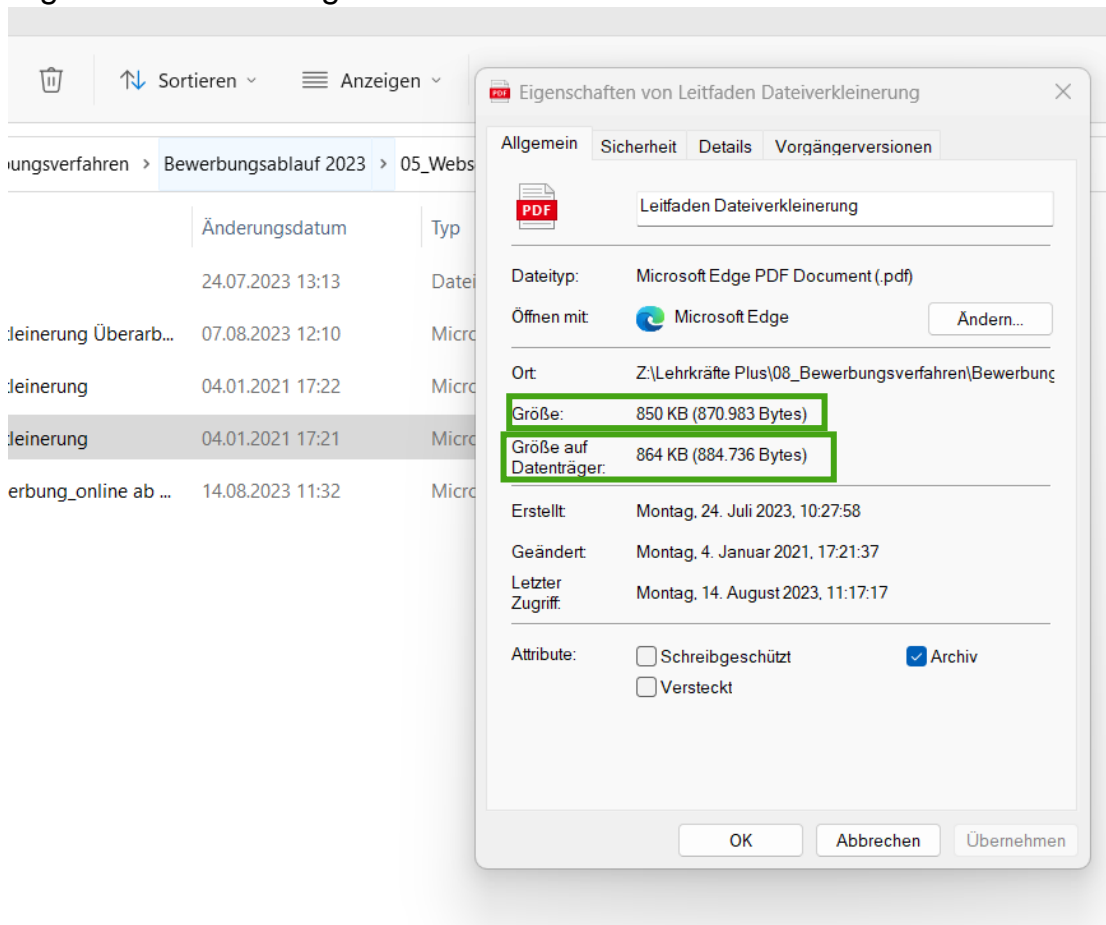 Sortieren
Anzeigen
Bewerbungsablauf 2023 > 05_Webs
Änderungsdatum Typ
24.07.2023 13:13 Datei
kleinerung Überarb... 07.08.2023 12:10 Micro
kleinerung 04.01.2021 17:22 Micro
kleinerung 04.01.2021 17:21 Micro
erbung_online ab ... 14.08.2023 11:32 Micro
PDF Eigenschaften von Leitfaden Dateiverkleinerung
Allgemein Sicherheit Details Vorgängerversionen
PDF Leitfaden Dateiverkleinerung
Dateityp: Microsoft Edge PDF Document (.pdf)
Öffnen mit: Microsoft Edge Ändern...
Ort: Z:\Lehrkräfte Plus\08_Bewerbungsverfahren\Bewerbung
Größe: 850 KB (870.983 Bytes)
Größe auf
Datenträger: 864 KB (884.736 Bytes)
Erstellt: Montag, 24. Juli 2023, 10:27:58
Geändert: Montag, 4. Januar 2021, 17:21:37
Letzter
Zugriff: Montag, 14. August 2023, 11:17:17
Attribute: Schreibgeschützt Archiv
Versteckt
OK Abbrechen Übernehmen